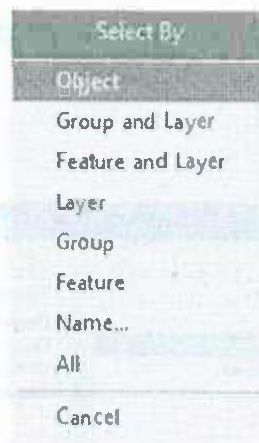 Select By
Object
Group and Layer
Feature and Layer
Layer
Group
Feature
Name...
All
Cancel